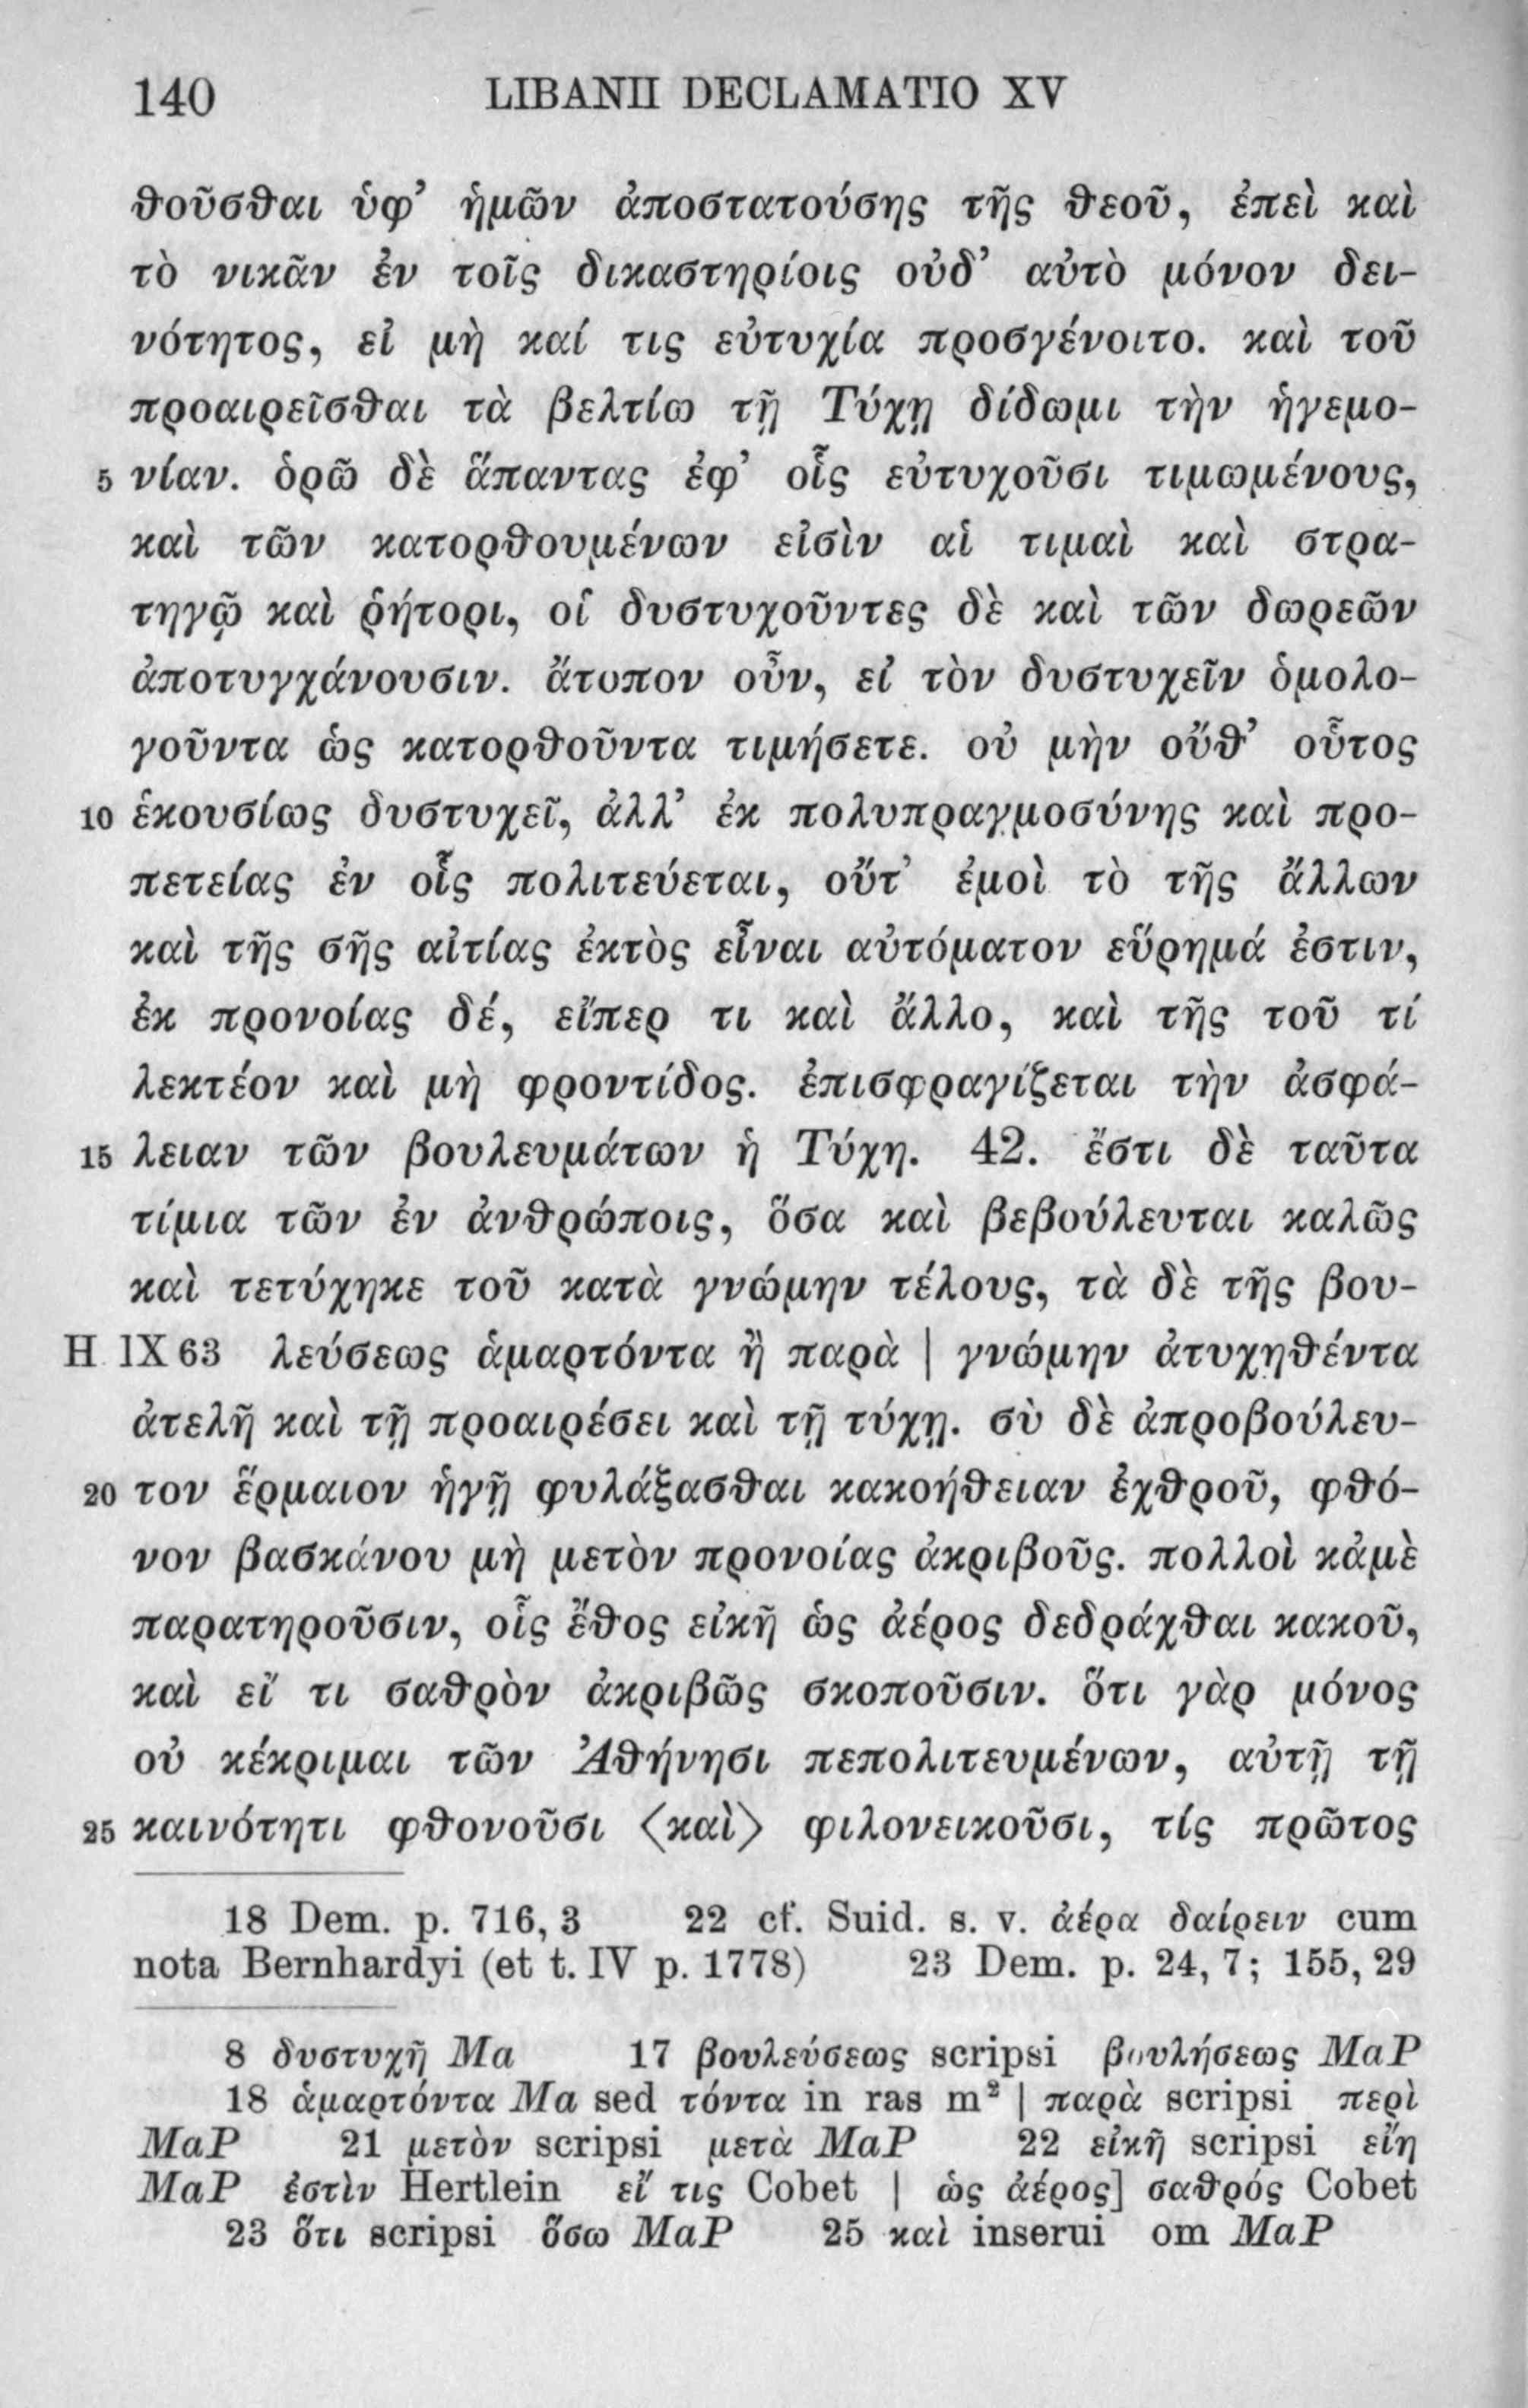 140 LIBANII DECLAMATIO XV
θοῦσθαι ὑφ’ ἡμῶν ἀποστατούσης τῆς θεοῦ, ἐπεὶ καὶ
τὸ νικᾶν ἐν τοῖς δικαστηρίοις οὐδ’ αὐτὸ μόνον δει-
νότητος, εἰ μὴ καί τις εὐτυχία προσγένοιτο. καὶ τοῦ
προαιρεῖσθαι τὰ βελτίω τῇ Τύχῃ δίδωμι τὴν ἡγεμο-
5 νίαν. ὁρῶ δὲ ἅπαντας ἐφ’ οἷς εὐτυχοῦσι τιμωμένους,
καὶ τῶν κατορθουμένων εἰσὶν αἱ τιμαὶ καὶ στρα-
τηγῷ καὶ ῥήτορι, οἱ δυστυχοῦντες δὲ καὶ τῶν δωρεῶν
ἀποτυγχάνουσιν. ἄτοπον οὖν, εἰ τὸν δυστυχεῖν ὁμολο-
γοῦντα ὡς κατορθοῦντα τιμήσετε. οὐ μὴν οὔθ’ οὗτος
10 ἑκουσίως δυστυχεῖ, ἀλλ’ ἐκ πολυπραγμοσύνης καὶ προ-
πετείας ἐν οἷς πολιτεύεται, οὔτ’ ἐμοὶ τὸ τῆς ἄλλων
καὶ τῆς σῆς αἰτίας ἐκτὸς εἶναι αὐτόματον εὕρημά ἐστιν,
ἐκ προνοίας δέ, εἴπερ τι καὶ ἄλλο, καὶ τῆς τοῦ τί
λεκτέον καὶ μὴ φροντίδος. ἐπισφραγίζεται τὴν ἀσφά-
15 λειαν τῶν βουλευμάτων ἡ Τύχη. 42. ἔστι δὲ ταῦτα
τίμια τῶν ἐν ἀνθρώποις, ὅσα καὶ βεβούλευται καλῶς
καὶ τετύχηκε τοῦ κατὰ γνώμην τέλους, τὰ δὲ τῆς βου-
H IX 63 λεύσεως ἁμαρτόντα ἢ παρὰ | γνώμην ἀτυχηθέντα
ἀτελῆ καὶ τῇ προαιρέσει καὶ τῇ τύχῃ. σὺ δὲ ἀπροβούλευ-
20 τον ἕρμαιον ἡγῇ φυλάξασθαι κακοήθειαν ἐχθροῦ, φθό-
νον βασκάνου μὴ μετὸν προνοίας ἀκριβοῦς. πολλοὶ κἀμὲ
παρατηροῦσιν, οἷς ἔθος εἰκῆ ὡς ἀέρος δεδράχθαι κακοῦ,
καὶ εἴ τι σαθρὸν ἀκριβῶς σκοποῦσιν. ὅτι γὰρ μόνος
οὐ κέκριμαι τῶν Ἀθήνησι πεπολιτευμένων, αὐτῇ τῇ
25 καινότητι φθονοῦσι ⟨καὶ⟩ φιλονεικοῦσι, τίς πρῶτος
18 Dem. p. 716, 3 22 cf. Suid. s. v. ἀέρα δαίρειν cum
nota Bernhardyi (et t. IV p. 1778) 23 Dem. p. 24, 7; 155, 29
8 δυστυχῆ Ma 17 βουλεύσεως scripsi βουλήσεως MaP
18 ἁμαρτόντα Ma sed τόντα in ras m² | παρὰ scripsi περὶ
MaP 21 μετὸν scripsi μετὰ MaP 22 εἰκῆ scripsi εἴη
MaP ἐστὶν Hertlein εἴ τις Cobet | ὡς ἀέρος] σαθρός Cobet
23 ὅτι scripsi ὅσω MaP 25 καὶ inserui om MaP